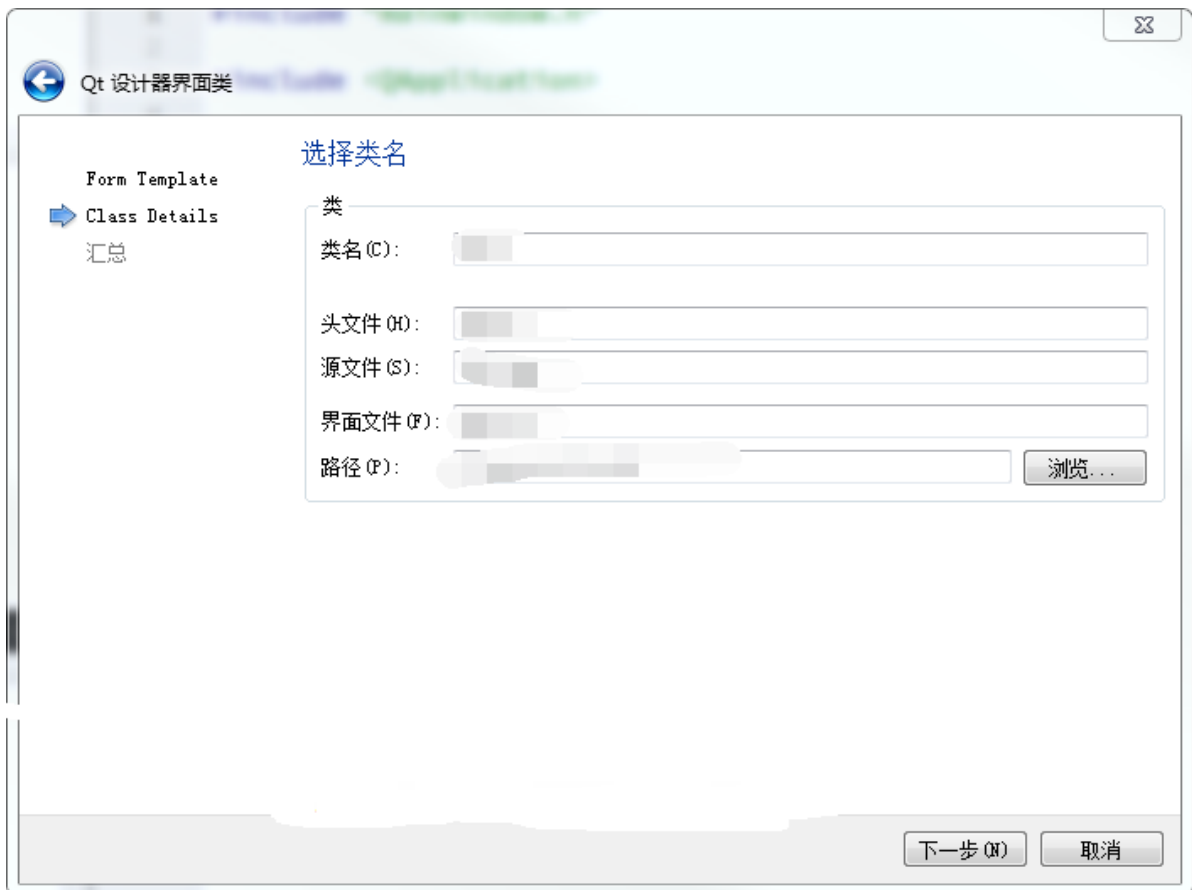 #include <QApplication>
Qt 设计器界面类
选择类名
Form Template
Class Details
汇总
类
类名(C):
头文件(H):
源文件(S):
界面文件(F):
路径(P):
浏览...
下一步(N)
取消